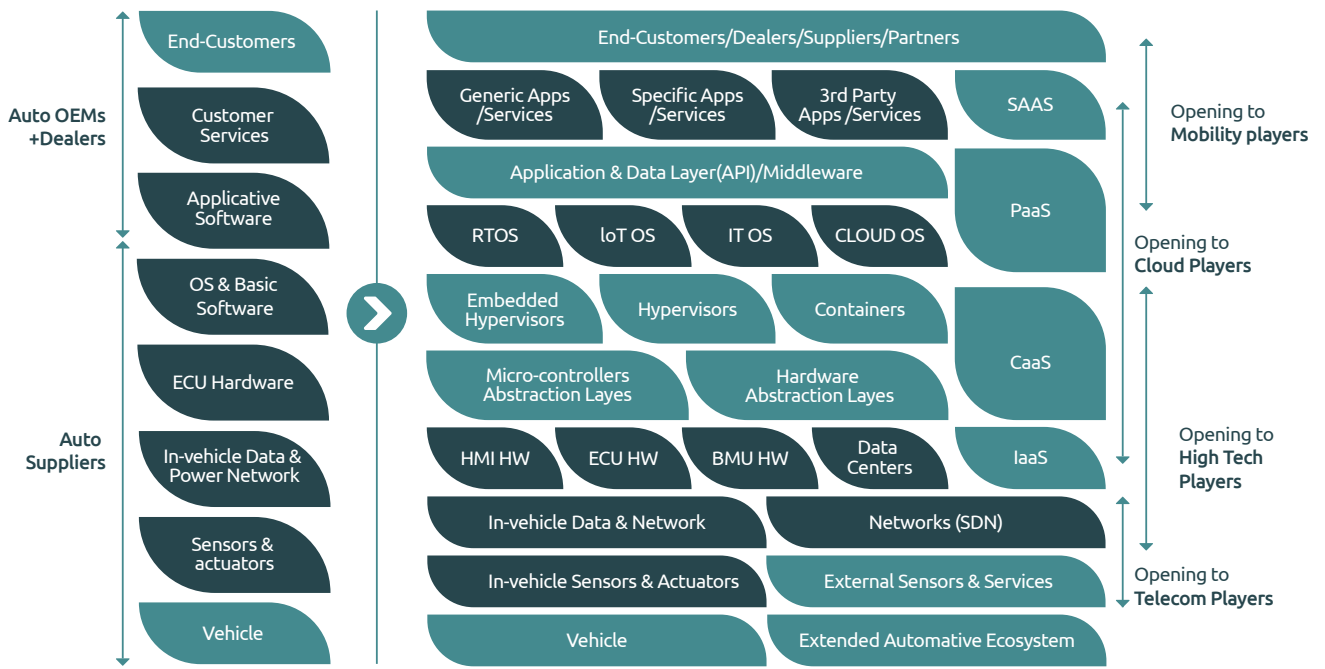 Auto OEMs
+Dealers
Auto
Suppliers
End-Customers
Customer
Services
Applicative
Software
OS & Basic
Software
ECU Hardware
In-vehicle Data &
Power Network
Sensors &
actuators
Vehicle
End-Customers/Dealers/Suppliers/Partners
Generic Apps
/Services
Specific Apps
/Services
3rd Party
Apps /Services
SAAS
Application & Data Layer(API)/Middleware
PaaS
RTOS
loT OS
IT OS
CLOUD OS
Embedded
Hypervisors
Hypervisors
Containers
CaaS
Micro-controllers
Abstraction Layes
Hardware
Abstraction Layes
HMI HW
ECU HW
BMU HW
Data
Centers
IaaS
In-vehicle Data & Network
Networks (SDN)
In-vehicle Sensors & Actuators
External Sensors & Services
Vehicle
Extended Automative Ecosystem
Opening to
Mobility players
Opening to
Cloud Players
Opening to
High Tech
Players
Opening to
Telecom Players